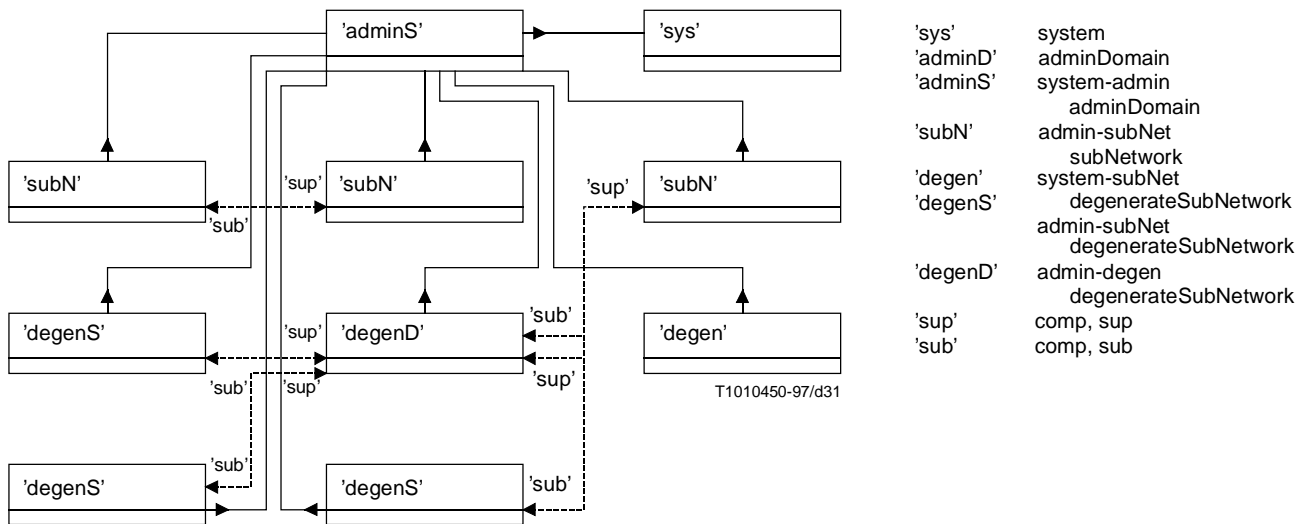 'adminS'
'sys'
'subN'
'sup'
'subN'
'sub'
'sup'
'subN'
'degenS'
'sup'
'degenD'
'sub'
'degen'
'sub'
'sup'
'sup'
T1010450-97/d31
'sub'
'degenS'
'degenS'
'sub'
'sys' system
'adminD' adminDomain
'adminS' system-admin
adminDomain
'subN' admin-subNet
subNetwork
'degen' system-subNet
'degenS' degenerateSubNetwork
admin-subNet
degenerateSubNetwork
'degenD' admin-degen
degenerateSubNetwork
'sup' comp, sup
'sub' comp, sub